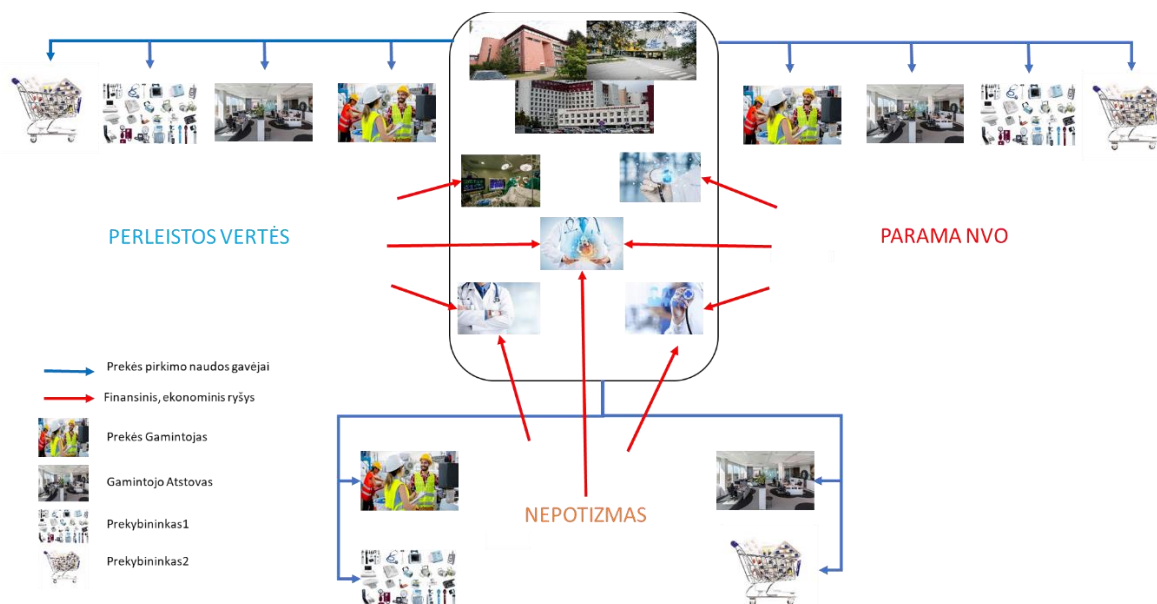 PERLEISTOS VERTĖS
PARAMA NVO
Prekės pirkimo naudos gavėjai
Finansinis, ekonominis ryšys
Prekės Gamintojas
Gamintojo Atstovas
Prekybininkas1
Prekybininkas2
NEPOTIZMAS